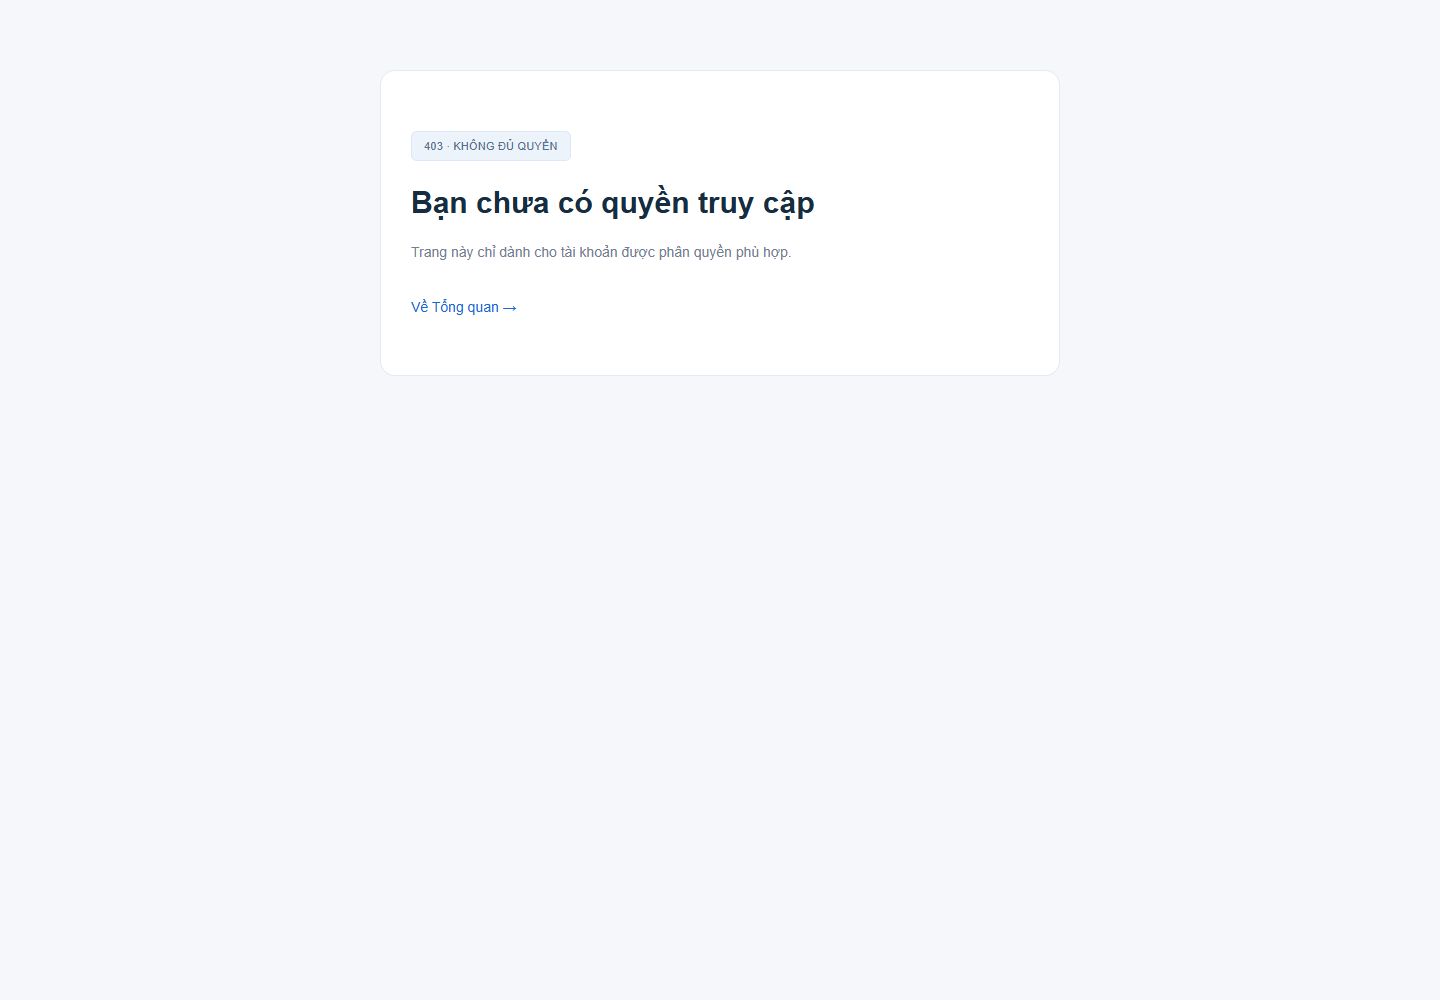 403 · KHÔNG ĐỦ QUYỀN
Bạn chưa có quyền truy cập
Trang này chỉ dành cho tài khoản được phân quyền phù hợp.
Về Tổng quan →